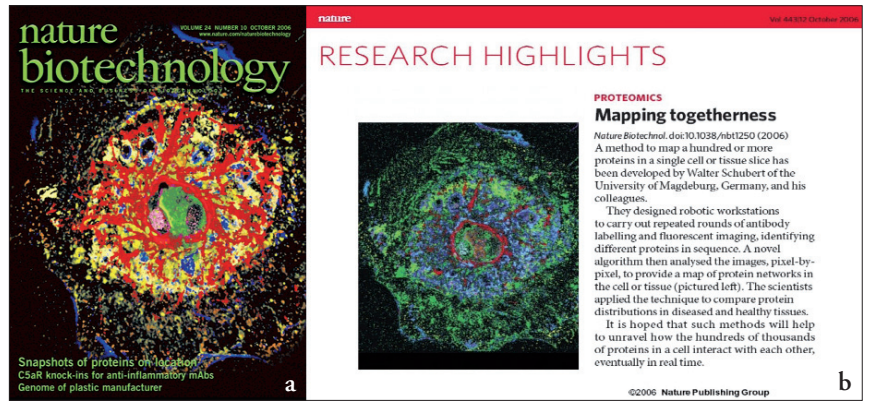 nature
VOLUME 24 NUMBER 10 OCTOBER 2006
www.nature.com/naturebiotechnology
biotechnology
THE SCIENCE AND BUSINESS OF BIOTECHNOLOGY
Snapshots of proteins on location
C5aR knock-ins for anti-inflammatory mAbs
Genome of plastic manufacturer
a
nature
Vol 443|12 October 2006
RESEARCH HIGHLIGHTS
PROTEOMICS
Mapping togetherness
Nature Biotechnol. doi:10.1038/nbt1250 (2006)
A method to map a hundred or more
proteins in a single cell or tissue slice has
been developed by Walter Schubert of the
University of Magdeburg, Germany, and his
colleagues.
They designed robotic workstations
to carry out repeated rounds of antibody
labelling and fluorescent imaging, identifying
different proteins in sequence. A novel
algorithm then analysed the images, pixel-by-
pixel, to provide a map of protein networks in
the cell or tissue (pictured left). The scientists
applied the technique to compare protein
distributions in diseased and healthy tissues.
It is hoped that such methods will help
to unravel how the hundreds of thousands
of proteins in a cell interact with each other,
eventually in real time.
©2006 Nature Publishing Group
b